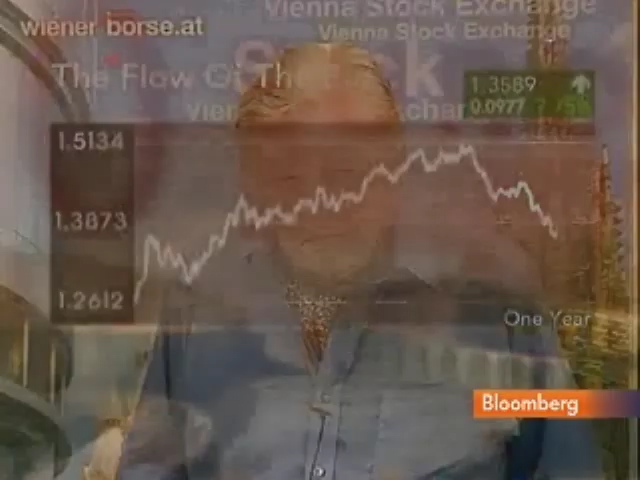 Vienna Stock Exchange
wiener borse.at
Vienna Stock Exchange
The Flow Of The
1.3589
0.0977
1.5134
1.3873
1.2612
One Year
Bloomberg